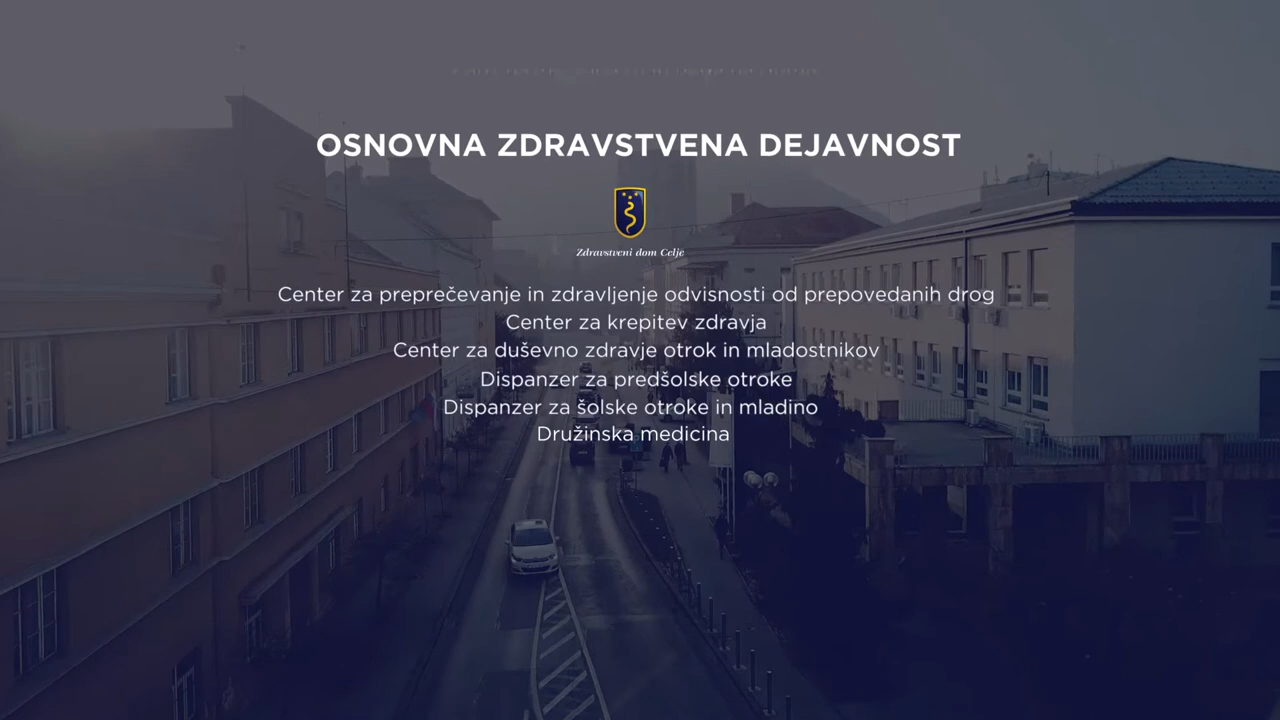 OSNOVNA ZDRAVSTVENA DEJAVNOST
Zdravstveni dom Celje
Center za preprečevanje in zdravljenje odvisnosti od prepovedanih drog
Center za krepitev zdravja
Center za duševno zdravje otrok in mladostnikov
Dispanzer za predšolske otroke
Dispanzer za šolske otroke in mladino
Družinska medicina